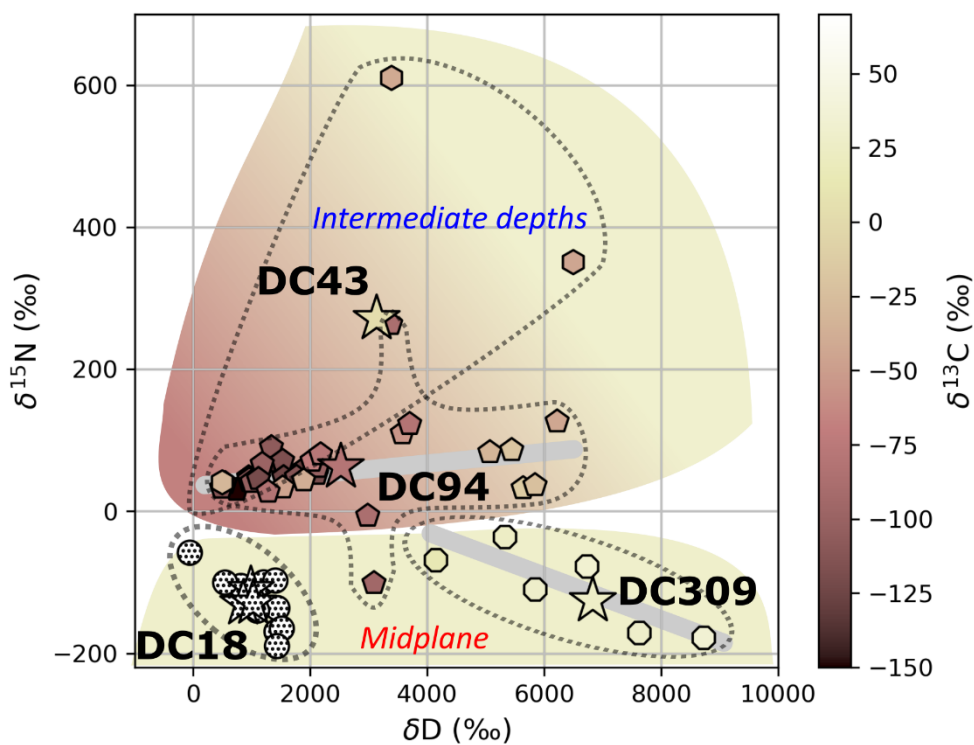 600
400
200
0
−200
δ¹⁵N (‰)
Intermediate depths
DC43
DC94
DC309
DC18
Midplane
0 2000 4000 6000 8000 10000
δD (‰)
50
25
0
−25
−50
−75
−100
−125
−150
δ¹³C (‰)